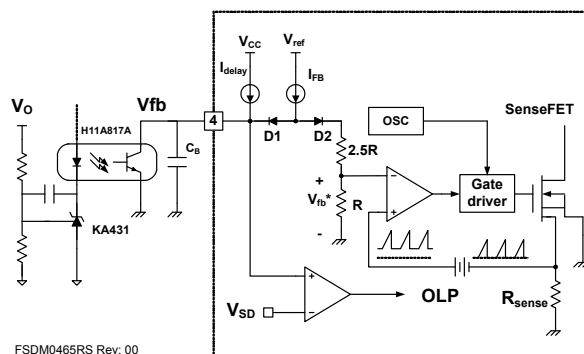 V_CC V_ref
I_delay I_FB
V_O Vfb 4 SenseFET
H11A817A
D1 D2 OSC
C_B 2.5R
+ - Gate
V_fb* R + driver
KA431
-
+ OLP R_sense
V_SD -
FSDM0465RS Rev: 00